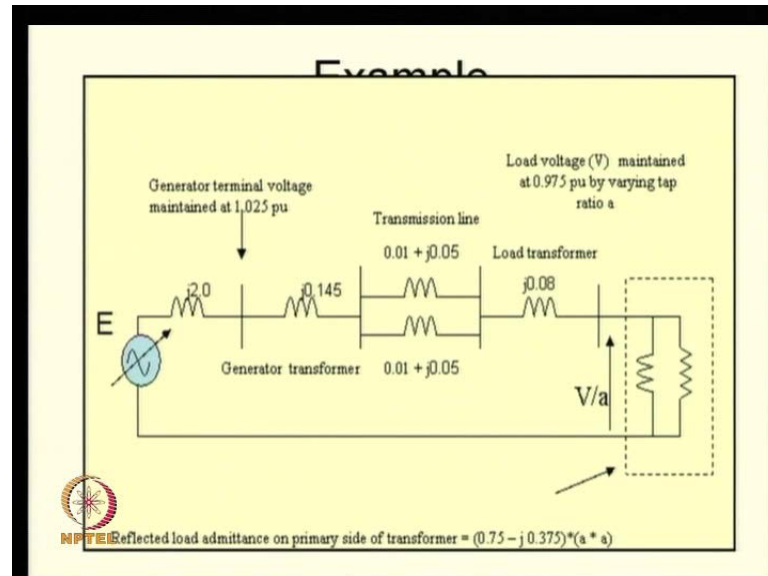 Example
Load voltage (V) maintained
at 0.975 pu by varying tap
ratio a
Generator terminal voltage
maintained at 1.025 pu
Transmission line
0.01 + j0.05
Load transformer
j2.0
j0.145
j0.08
E
Generator transformer
0.01 + j0.05
V/a
NPTEL
Reflected load admittance on primary side of transformer = (0.75 – j 0.375)*(a * a)